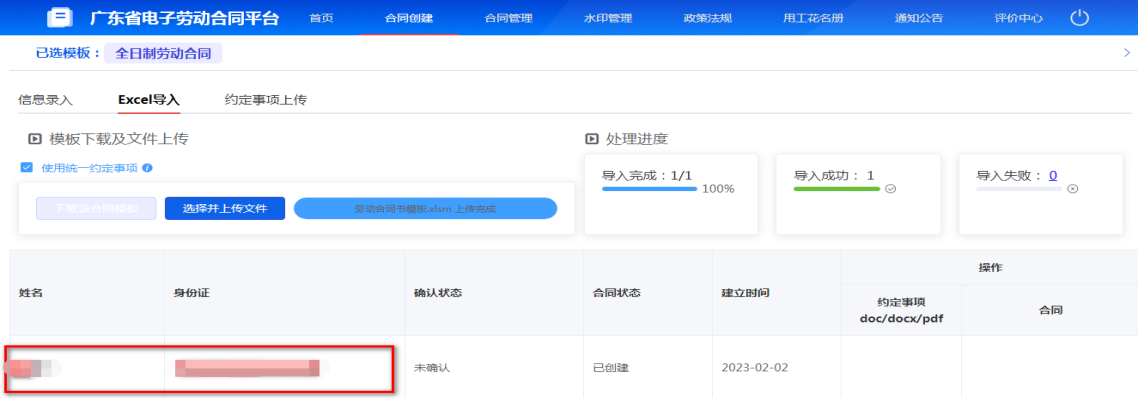 广东省电子劳动合同平台 首页 合同创建 合同管理 水印管理 政策法规 用工花名册 通知公告 评价中心
已选模板： 全日制劳动合同
信息录入 Excel导入 约定事项上传
模板下载及文件上传 处理进度
使用统一约定事项
导入完成：1/1 导入成功： 1 导入失败： 0
100%
下载该合同模板 选择并上传文件 劳动合同书模板.xlsm 上传完成
操作
姓名 身份证 确认状态 合同状态 建立时间
约定事项 合同
doc/docx/pdf
未确认 已创建 2023-02-02